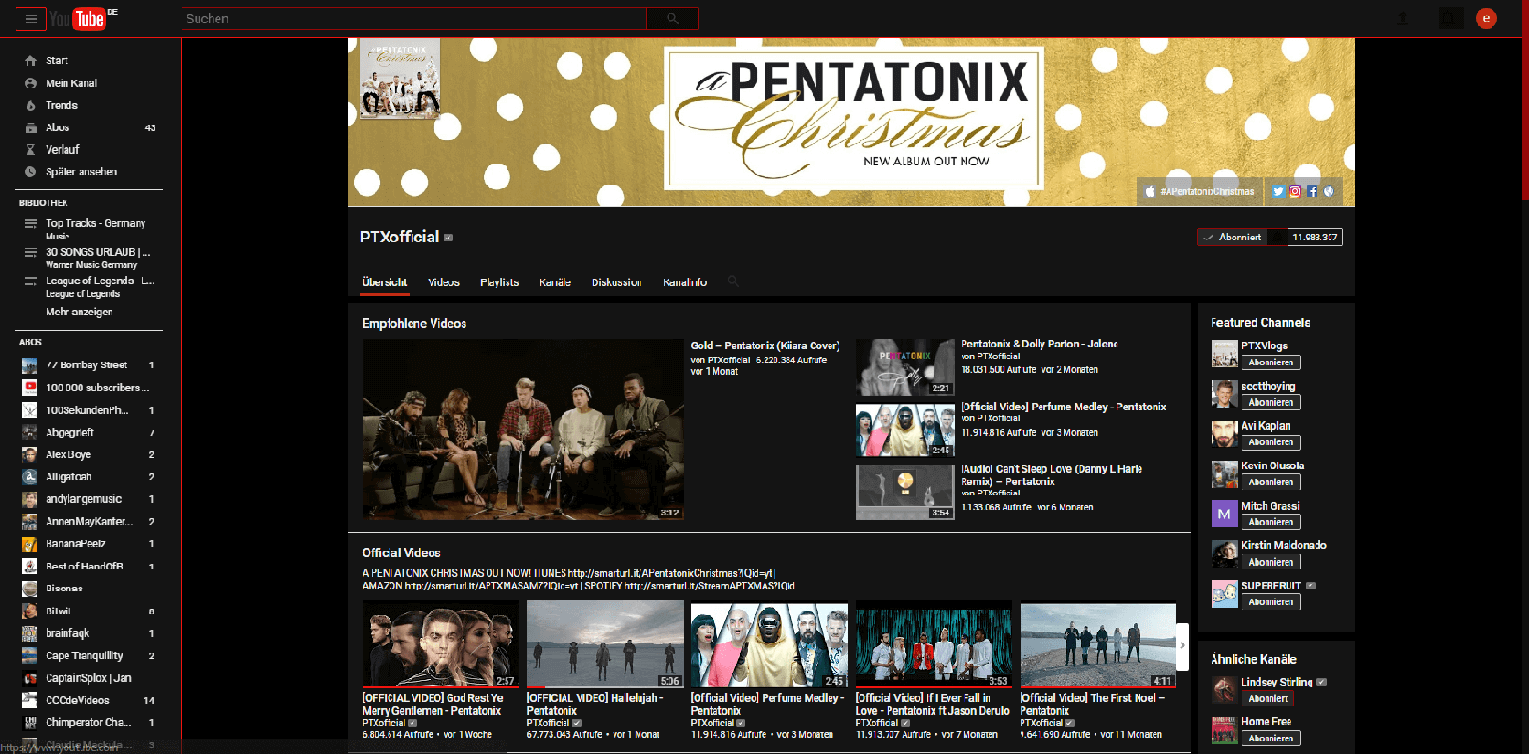 YouTube DE
Suchen
e
Start
Mein Kanal
Trends
Abos 43
Verlauf
Später ansehen
BIBLIOTHEK
Top Tracks - Germany
Music
30 SONGS URLAUB | ...
Warner Music Germany
League of Legends - L...
League of Legends
Mehr anzeigen
ABOS
77 Bombay Street 1
100 000 subscribers ...
100SekundenPh... 1
Abgegrieft 7
Alex Boye 2
Alligatoah 2
andylangemusic 1
AnnenMayKanter... 2
BananaPeelz 1
Best of HandOfB 1
Bisonas
Bitwit 8
brainfaqk 1
Cape Tranquillity 2
CaptainSplox | Jan
CCCdeVideos 14
Chimperator Cha... 1
3
https://www.youtube.com
aPENTATONIX
Christmas
a PENTATONIX
Christmas
NEW ALBUM OUT NOW
#APentatonixChristmas
PTXofficial
Abonniert 11.983.307
Übersicht Videos Playlists Kanäle Diskussion Kanalinfo
Empfohlene Videos
3:12
Gold – Pentatonix (Kiiara Cover)
von PTXofficial 6.220.384 Aufrufe
vor 1 Monat
PENTATONIX
Dolly
2:21
Pentatonix & Dolly Parton - Jolene
von PTXofficial
18.031.500 Aufrufe vor 2 Monaten
2:45
[Official Video] Perfume Medley - Pentatonix
von PTXofficial
11.914.816 Aufrufe vor 3 Monaten
3:54
[Audio] Can't Sleep Love (Danny L Harle
Remix) – Pentatonix
von PTXofficial
1.133.068 Aufrufe vor 6 Monaten
Official Videos
A PENTATONIX CHRISTMAS OUT NOW! ITUNES http://smarturl.it/APentatonixChristmas?IQid=yt |
AMAZON http://smarturl.it/APTXMASAMZ?IQid=yt | SPOTIFY http://smarturl.it/StreamAPTXMAS?IQid
2:57
[OFFICIAL VIDEO] God Rest Ye
Merry Gentlemen - Pentatonix
PTXofficial
6.804.614 Aufrufe • vor 1 Woche
5:06
[OFFICIAL VIDEO] Hallelujah -
Pentatonix
PTXofficial
67.773.043 Aufrufe • vor 1 Monat
2:45
[Official Video] Perfume Medley -
Pentatonix
PTXofficial
11.914.816 Aufrufe • vor 3 Monaten
3:53
[Official Video] If I Ever Fall in
Love - Pentatonix ft Jason Derulo
PTXofficial
11.913.707 Aufrufe • vor 7 Monaten
4:11
[Official Video] The First Noel –
Pentatonix
PTXofficial
9.641.690 Aufrufe • vor 11 Monaten
Featured Channels
PTXVlogs
Abonnieren
scotthoying
Abonnieren
Avi Kaplan
Abonnieren
Kevin Olusola
Abonnieren
M
Mitch Grassi
Abonnieren
Kirstin Maldonado
Abonnieren
SUPERFRUIT
Abonnieren
Ähnliche Kanäle
Lindsey Stirling
Abonniert
Home Free
Abonnieren